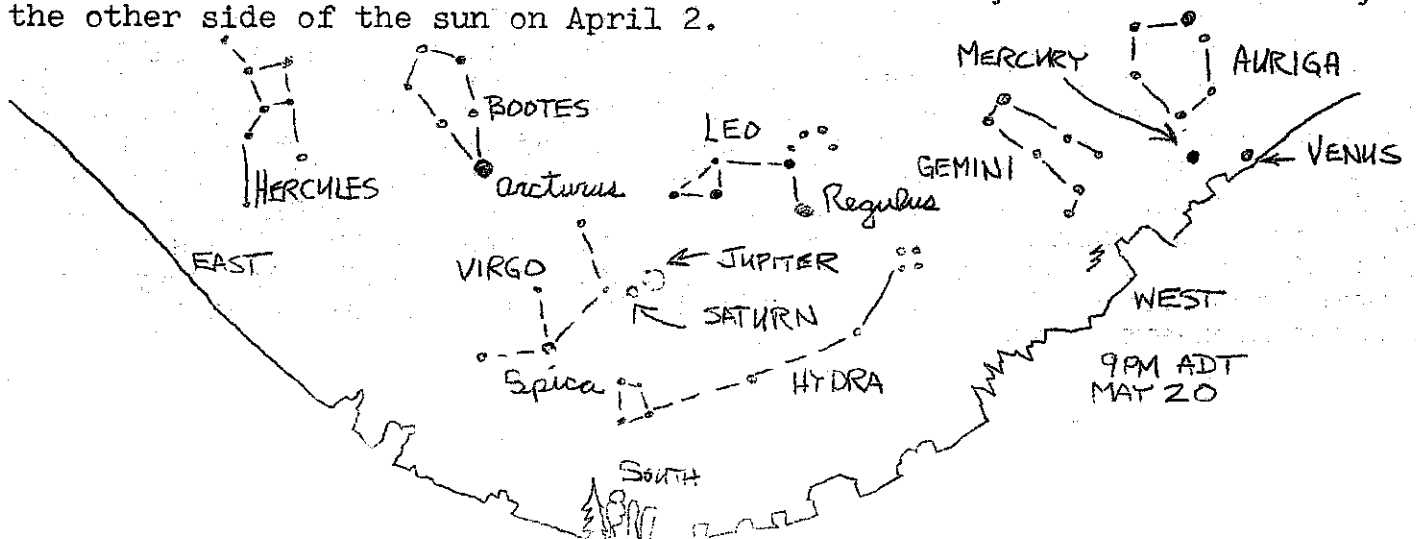 the other side of the sun on April 2.
MERCURY
AURIGA
BOOTES
LEO
GEMINI
VENUS
HERCULES
arcturus
Regulus
EAST
VIRGO
JUPITER
SATURN
WEST
Spica
HYDRA
9PM ADT
MAY 20
SOUTH